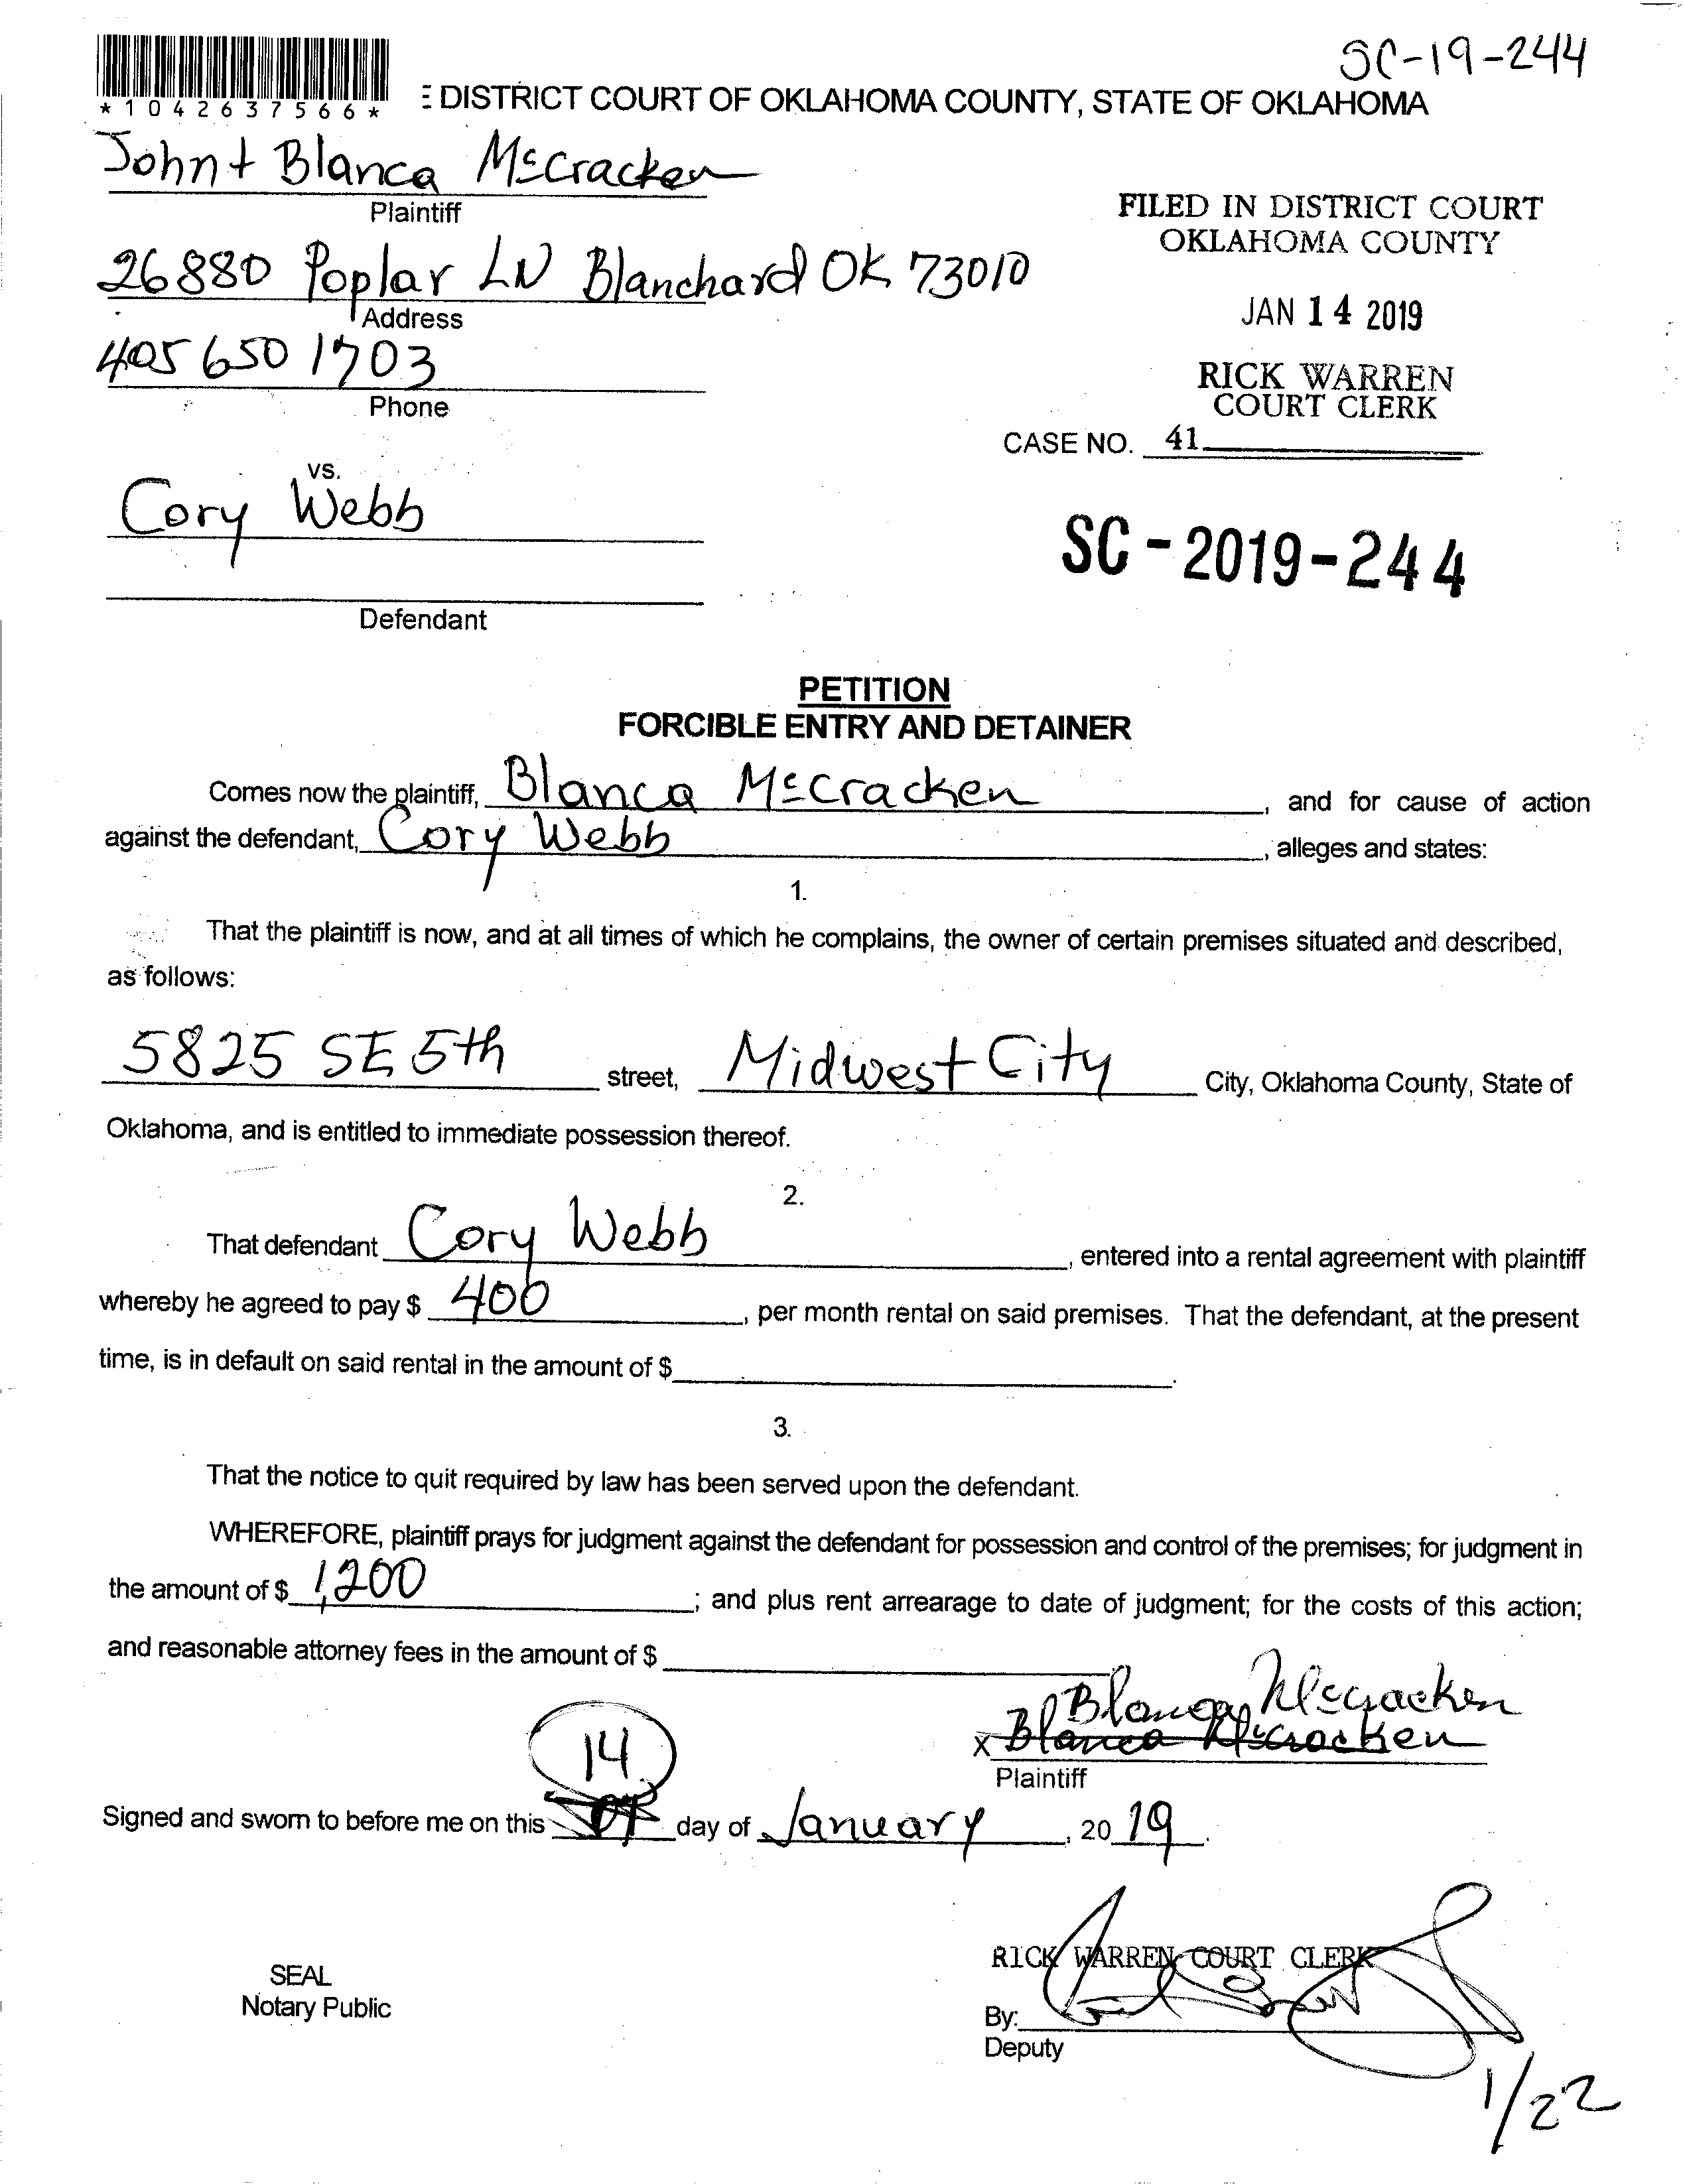 SC-19-244
*1042637566*
E DISTRICT COURT OF OKLAHOMA COUNTY, STATE OF OKLAHOMA
John + Blanca McCracken
Plaintiff
FILED IN DISTRICT COURT
OKLAHOMA COUNTY
26880 Poplar LN Blanchard OK 73010
Address
JAN 14 2019
405 650 1703
Phone
RICK WARREN
COURT CLERK
CASE NO. 41
vs.
Cory Webb
SC-2019-244
Defendant
PETITION
FORCIBLE ENTRY AND DETAINER
Comes now the plaintiff, Blanca McCracken, and for cause of action
against the defendant, Cory Webb, alleges and states:
1.
That the plaintiff is now, and at all times of which he complains, the owner of certain premises situated and described,
as follows:
5825 SE 5th street, Midwest City City, Oklahoma County, State of
Oklahoma, and is entitled to immediate possession thereof.
2.
That defendant Cory Webb, entered into a rental agreement with plaintiff
whereby he agreed to pay $ 400, per month rental on said premises. That the defendant, at the present
time, is in default on said rental in the amount of $ .
3.
That the notice to quit required by law has been served upon the defendant.
WHEREFORE, plaintiff prays for judgment against the defendant for possession and control of the premises; for judgment in
the amount of $ 1,200; and plus rent arrearage to date of judgment; for the costs of this action;
and reasonable attorney fees in the amount of $
Blanca McCracken
x Blanca McCracken
Plaintiff
14
Signed and sworn to before me on this day of January, 2019.
RICK WARREN COURT CLERK
SEAL
Notary Public
By:
Deputy
1/22